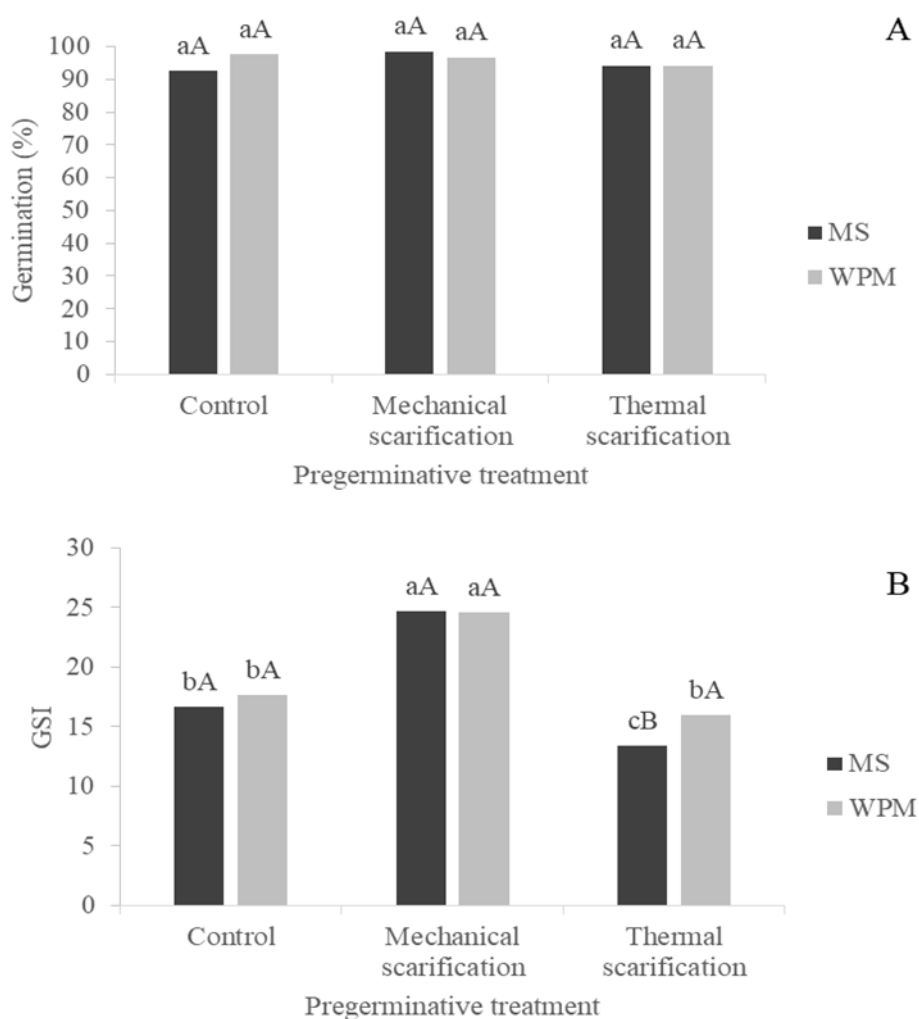 A
aA aA aA aA aA aA
100
90
80
70
60
50
40
30
20
10
0
Germination (%)
MS
WPM
Control Mechanical scarification Thermal scarification
Pregerminative treatment
B
30
25
20
15
10
5
0
GSI
bA bA aA aA cB bA
MS
WPM
Control Mechanical scarification Thermal scarification
Pregerminative treatment